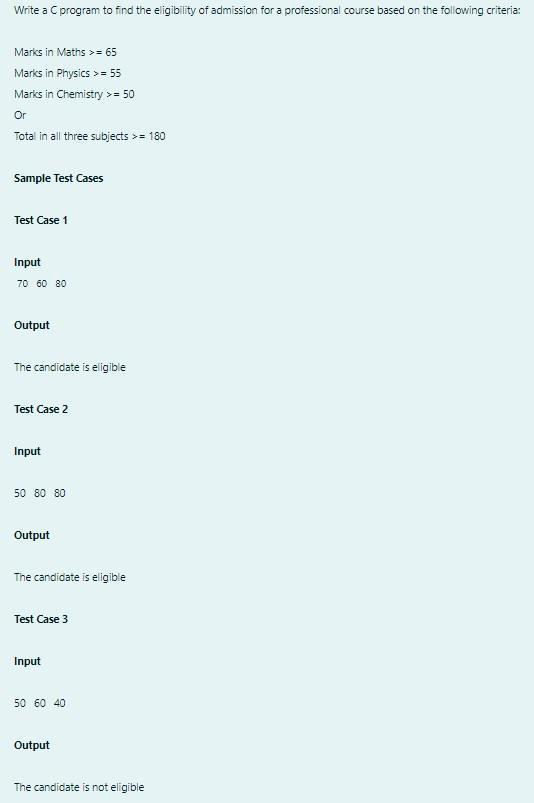 Write a C program to find the eligibility of admission for a professional course based on the following criteria:
Marks in Maths >= 65
Marks in Physics >= 55
Marks in Chemistry >= 50
Or
Total in all three subjects >= 180
Sample Test Cases
Test Case 1
Input
70 60 80
Output
The candidate is eligible
Test Case 2
Input
50 80 80
Output
The candidate is eligible
Test Case 3
Input
50 60 40
Output
The candidate is not eligible